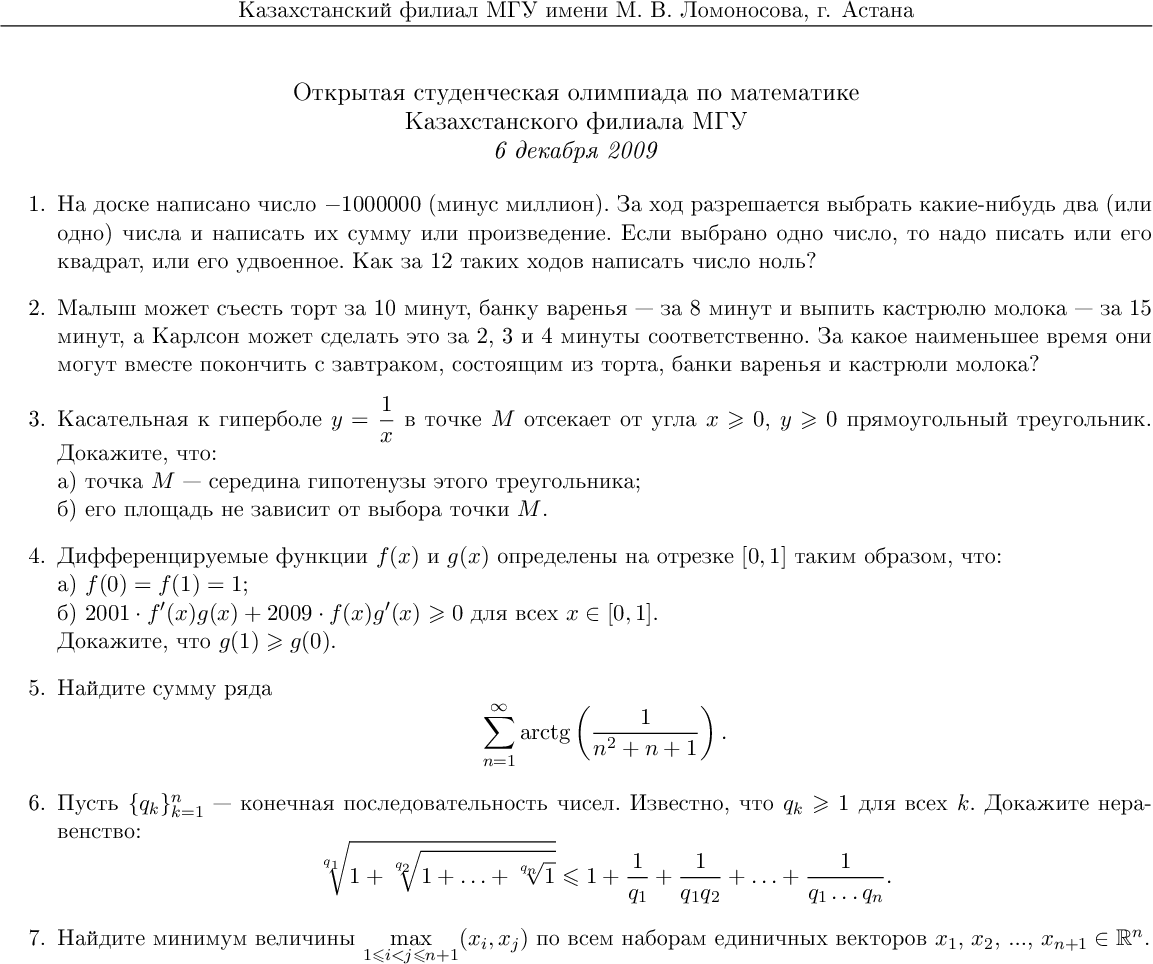 Казахстанский филиал МГУ имени М. В. Ломоносова, г. Астана
Открытая студенческая олимпиада по математике
Казахстанского филиала МГУ
6 декабря 2009
1. На доске написано число −1000000 (минус миллион). За ход разрешается выбрать какие-нибудь два (или
одно) числа и написать их сумму или произведение. Если выбрано одно число, то надо писать или его
квадрат, или его удвоенное. Как за 12 таких ходов написать число ноль?
2. Малыш может съесть торт за 10 минут, банку варенья — за 8 минут и выпить кастрюлю молока — за 15
минут, а Карлсон может сделать это за 2, 3 и 4 минуты соответственно. За какое наименьшее время они
могут вместе покончить с завтраком, состоящим из торта, банки варенья и кастрюли молока?
3. Касательная к гиперболе $y = \frac{1}{x}$ в точке $M$ отсекает от угла $x \geqslant 0$, $y \geqslant 0$ прямоугольный треугольник.
Докажите, что:
а) точка $M$ — середина гипотенузы этого треугольника;
б) его площадь не зависит от выбора точки $M$.
4. Дифференцируемые функции $f(x)$ и $g(x)$ определены на отрезке $[0, 1]$ таким образом, что:
а) $f(0) = f(1) = 1$;
б) $2001 \cdot f'(x)g(x) + 2009 \cdot f(x)g'(x) \geqslant 0$ для всех $x \in [0, 1]$.
Докажите, что $g(1) \geqslant g(0)$.
5. Найдите сумму ряда
$\sum_{n=1}^{\infty} \operatorname{arctg}\left(\frac{1}{n^2 + n + 1}\right).$
6. Пусть $\{q_k\}_{k=1}^n$ — конечная последовательность чисел. Известно, что $q_k \geqslant 1$ для всех $k$. Докажите нера-
венство:
$\sqrt[q_1]{1 + \sqrt[q_2]{1 + \ldots + \sqrt[q_n]{1}}} \leqslant 1 + \frac{1}{q_1} + \frac{1}{q_1 q_2} + \ldots + \frac{1}{q_1 \ldots q_n}.$
7. Найдите минимум величины $\max_{1 \leqslant i < j \leqslant n+1} (x_i, x_j)$ по всем наборам единичных векторов $x_1$, $x_2$, ..., $x_{n+1} \in \mathbb{R}^n$.